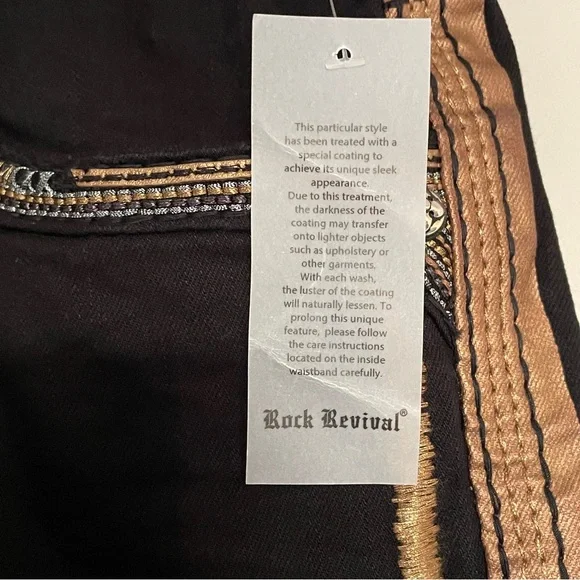 This particular style
has been treated with a
special coating to
achieve its unique sleek
appearance.
Due to this treatment,
the darkness of the
coating may transfer
onto lighter objects
such as upholstery or
other garments.
With each wash,
the luster of the coating
will naturally lessen. To
prolong this unique
feature, please follow
the care instructions
located on the inside
waistband carefully.
Rock Revival®